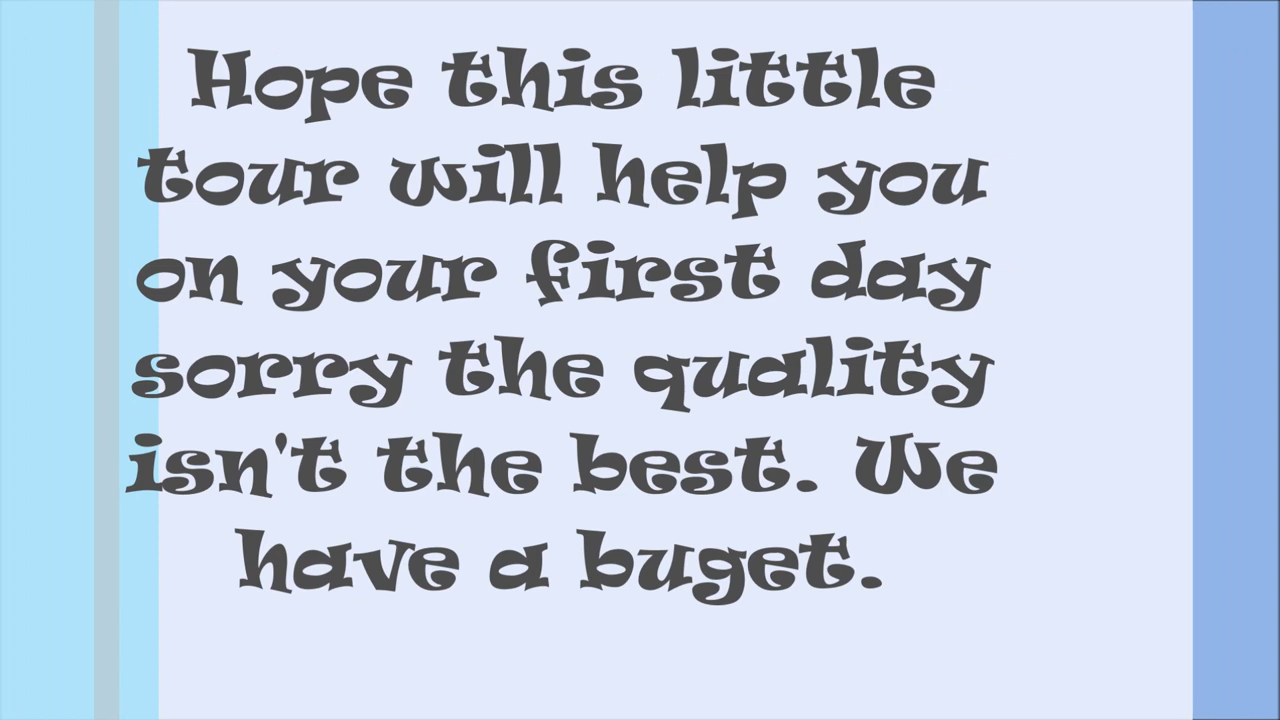 Hope this little
tour will help you
on your first day
sorry the quality
isn't the best. We
have a buget.